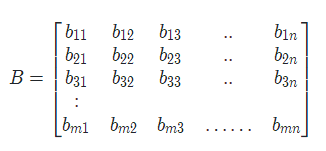 b11 b12 b13 .. b1n
b21 b22 b23 .. b2n
B = b31 b32 b33 .. b3n
:
bm1 bm2 bm3 ...... bmn